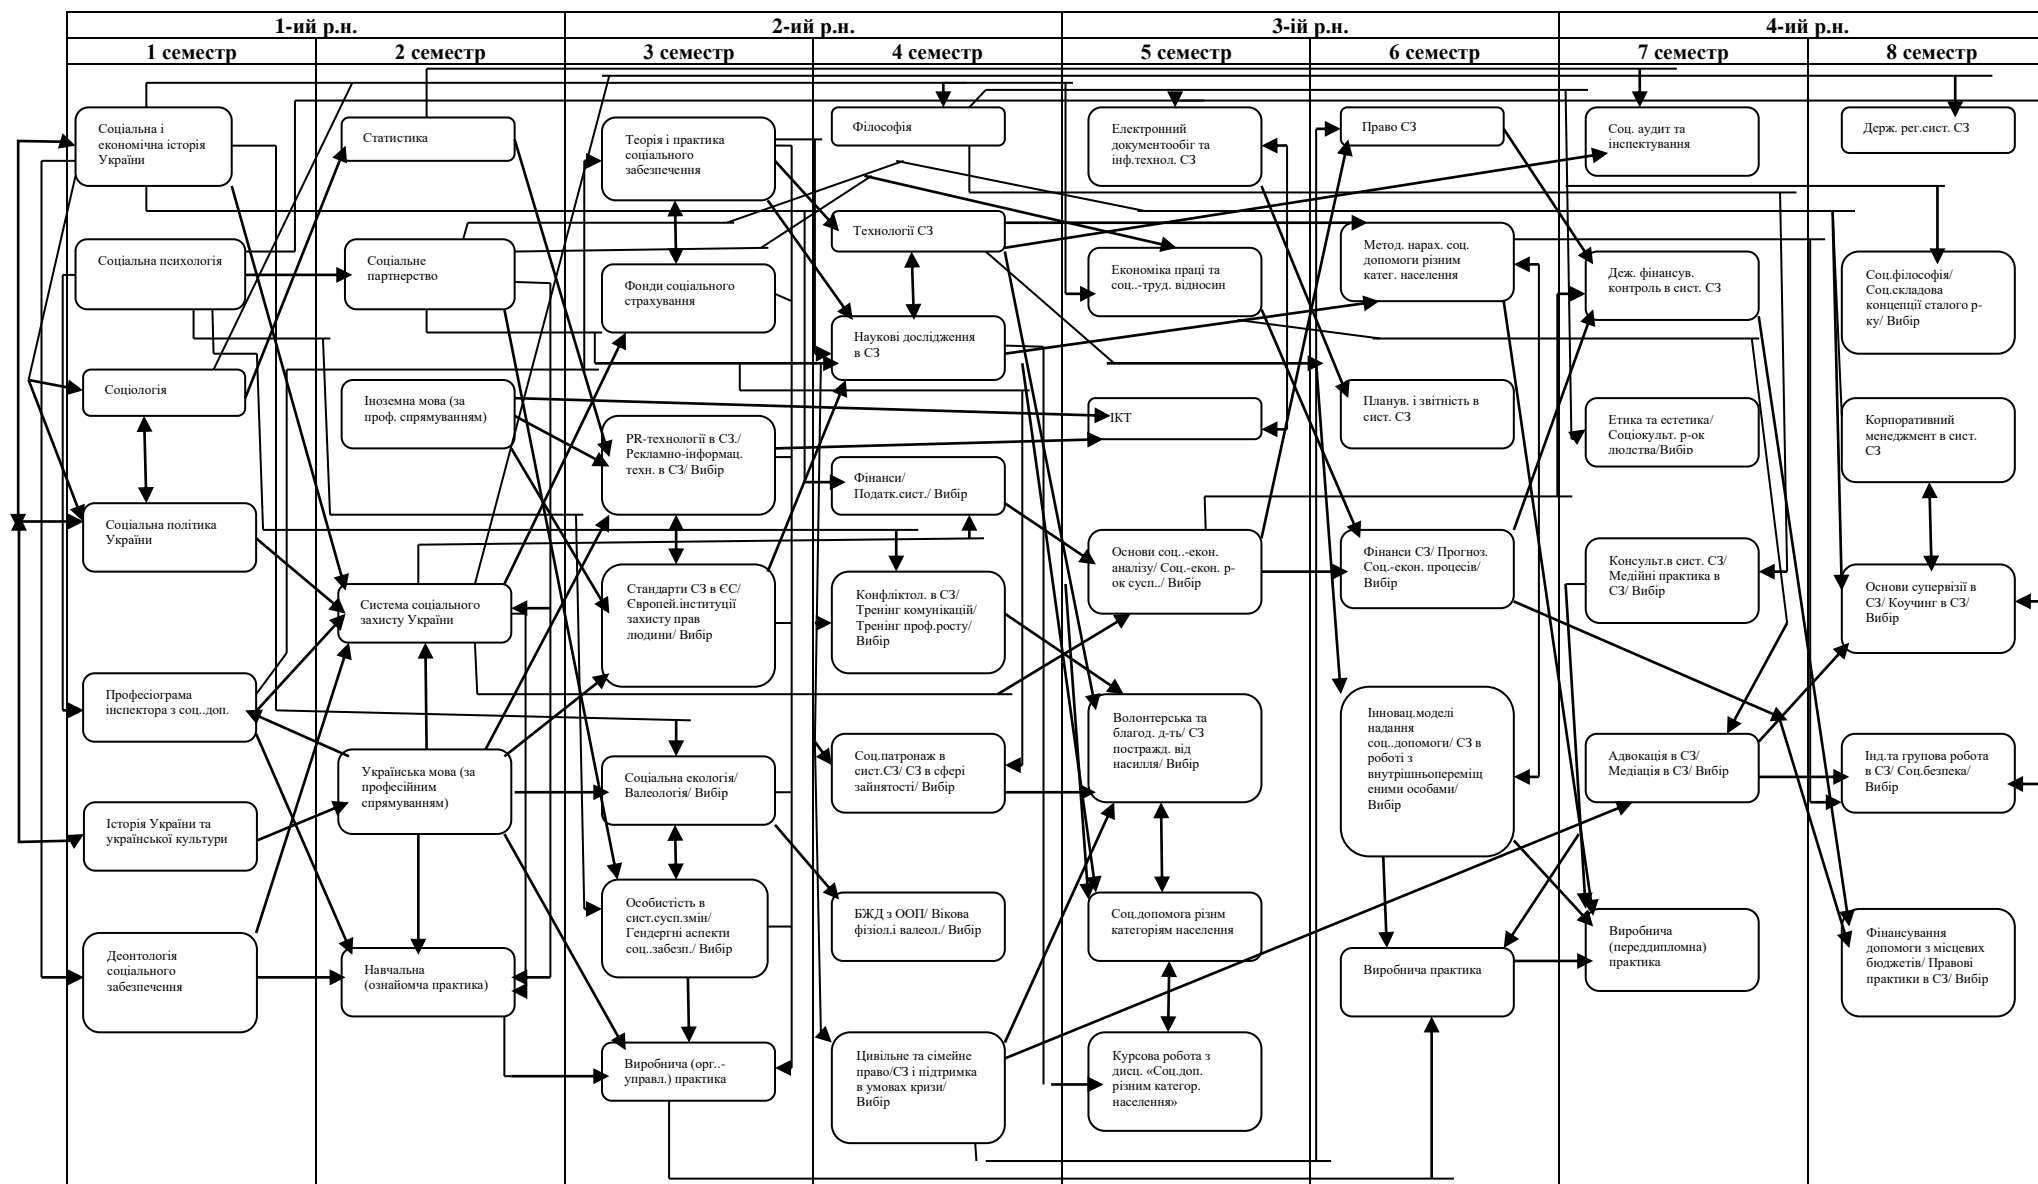 1-ий р.н.
2-ий р.н.
3-ій р.н.
4-ий р.н.
1 семестр
2 семестр
3 семестр
4 семестр
5 семестр
6 семестр
7 семестр
8 семестр
Соціальна і
економічна історія
України
Соціальна психологія
Соціологія
Соціальна політика
України
Професіограма
інспектора з соц..доп.
Історія України та
української культури
Деонтологія
соціального
забезпечення
Статистика
Соціальне
партнерство
Іноземна мова (за
проф. спрямуванням)
Система соціального
захисту України
Українська мова (за
професійним
спрямуванням)
Навчальна
(ознайомча практика)
Теорія і практика
соціального
забезпечення
Фонди соціального
страхування
PR-технології в СЗ./
Рекламно-інформац.
техн. в СЗ/ Вибір
Стандарти СЗ в ЄС/
Європей.інституції
захисту прав
людини/ Вибір
Соціальна екологія/
Валеологія/ Вибір
Особистість в
сист.сусп.змін/
Гендергні аспекти
соц..забезп./ Вибір
Виробнича (орг..-
управл.) практика
Філософія
Технології СЗ
Наукові дослідження
в СЗ
Фінанси/
Податк.сист./ Вибір
Конфліктол. в СЗ/
Тренінг комунікацій/
Тренінг проф.росту/
Вибір
Соц.патронаж в
сист.СЗ/ СЗ в сфері
зайнятості/ Вибір
БЖД з ООП/ Вікова
фізіол.і валеол./ Вибір
Цивільне та сімейне
право/СЗ і підтримка
в умовах кризи/
Вибір
Електронний
документообіг та
інф.технол. СЗ
Економіка праці та
соц..-труд. відносин
ІКТ
Основи соц..-екон.
аналізу/ Соц.-екон. р-
ок сусп../ Вибір
Волонтерська та
благод. д-ть/ СЗ
постражд. від
насилля/ Вибір
Соц.допомога різнм
категоріям населення
Курсова робота з
дисц. «Соц.доп.
різним категор.
населення»
Право СЗ
Метод. нарах. соц.
допомоги різним
катег. населення
Планув. і звітність в
сист. СЗ
Фінанси СЗ/ Прогноз.
Соц.-екон. процесів/
Вибір
Інновац.моделі
надання
соц..допомоги/ СЗ в
роботі з
внутрішньопереміщ
еними особами/
Вибір
Виробнича практика
Соц. аудит та
інспектування
Деж. фінансув.
контроль в сист. СЗ
Етика та естетика/
Соціокульт. р-ок
людства/Вибір
Консульт.в сист. СЗ/
Медійні практика в
СЗ/ Вибір
Адвокація в СЗ/
Медіація в СЗ/ Вибір
Виробнича
(переддипломна)
практика
Держ. рег.сист. СЗ
Соц.філософія/
Соц.складова
концепції сталого р-
ку/ Вибір
Корпоративний
менеджмент в сист.
СЗ
Основи супервізії в
СЗ/ Коучинг в СЗ/
Вибір
Інд.та групова робота
в СЗ/ Соц.безпека/
Вибір
Фінансування
допомоги з місцевих
бюджетів/ Правові
практики в СЗ/ Вибір